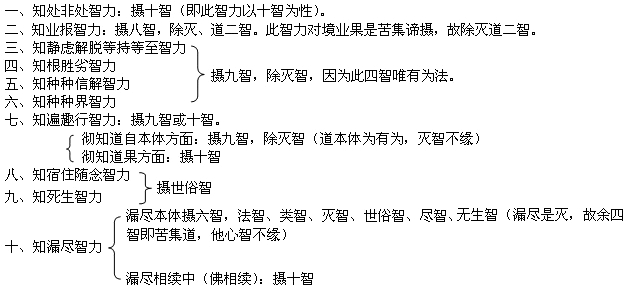 一、知处非处智力：摄十智（即此智力以十智为性）。
二、知业报智力：摄八智，除灭、道二智。此智力对境业果是苦集谛摄，故除灭道二智。
三、知静虑解脱等持等至智力
四、知根胜劣智力
摄九智，除灭智，因为此四智唯有为法。
五、知种种信解智力
六、知种种界智力
七、知遍趣行智力：摄九智或十智。
彻知道自本体方面：摄九智，除灭智（道本体为有为，灭智不缘）
彻知道果方面：摄十智
八、知宿住随念智力
摄世俗智
九、知死生智力
漏尽本体摄六智，法智、类智、灭智、世俗智、尽智、无生智（漏尽是灭，故余四
智即苦集道，他心智不缘）
十、知漏尽智力
漏尽相续中（佛相续）：摄十智